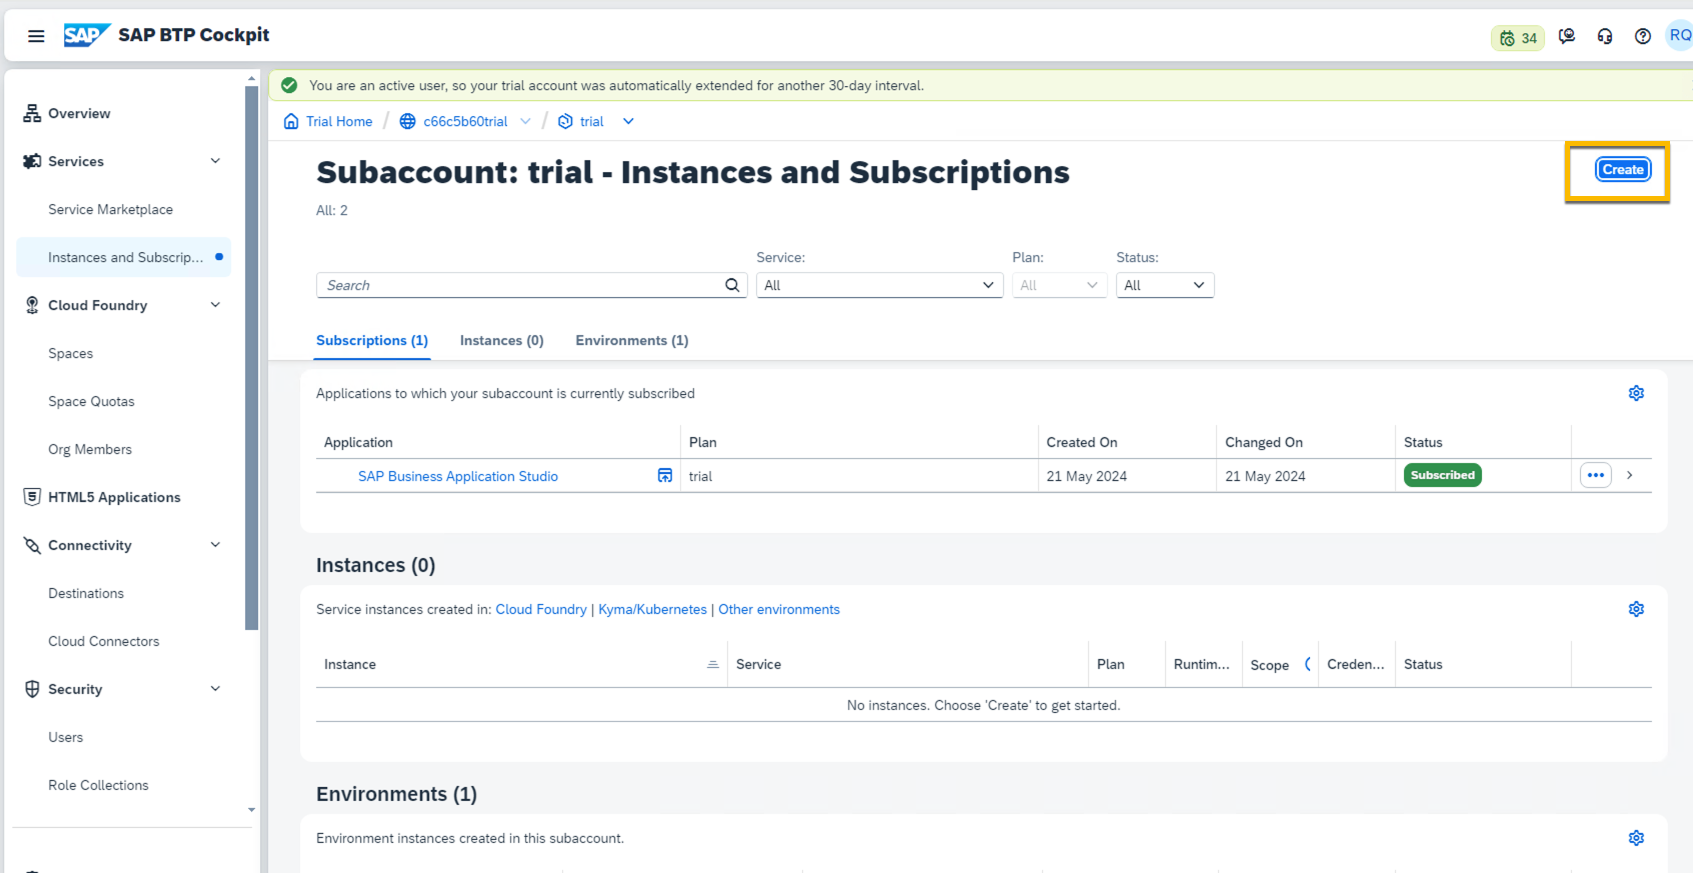 SAP SAP BTP Cockpit
34
RQ
Overview
Services
Service Marketplace
Instances and Subscrip...
Cloud Foundry
Spaces
Space Quotas
Org Members
HTML5 Applications
Connectivity
Destinations
Cloud Connectors
Security
Users
Role Collections
You are an active user, so your trial account was automatically extended for another 30-day interval.
Trial Home / c66c5b60trial / trial
Subaccount: trial - Instances and Subscriptions
Create
All: 2
Service: Plan: Status:
Search All All All
Subscriptions (1) Instances (0) Environments (1)
Applications to which your subaccount is currently subscribed
Application Plan Created On Changed On Status
SAP Business Application Studio trial 21 May 2024 21 May 2024 Subscribed
Instances (0)
Service instances created in: Cloud Foundry | Kyma/Kubernetes | Other environments
Instance Service Plan Runtim... Scope Creden... Status
No instances. Choose 'Create' to get started.
Environments (1)
Environment instances created in this subaccount.